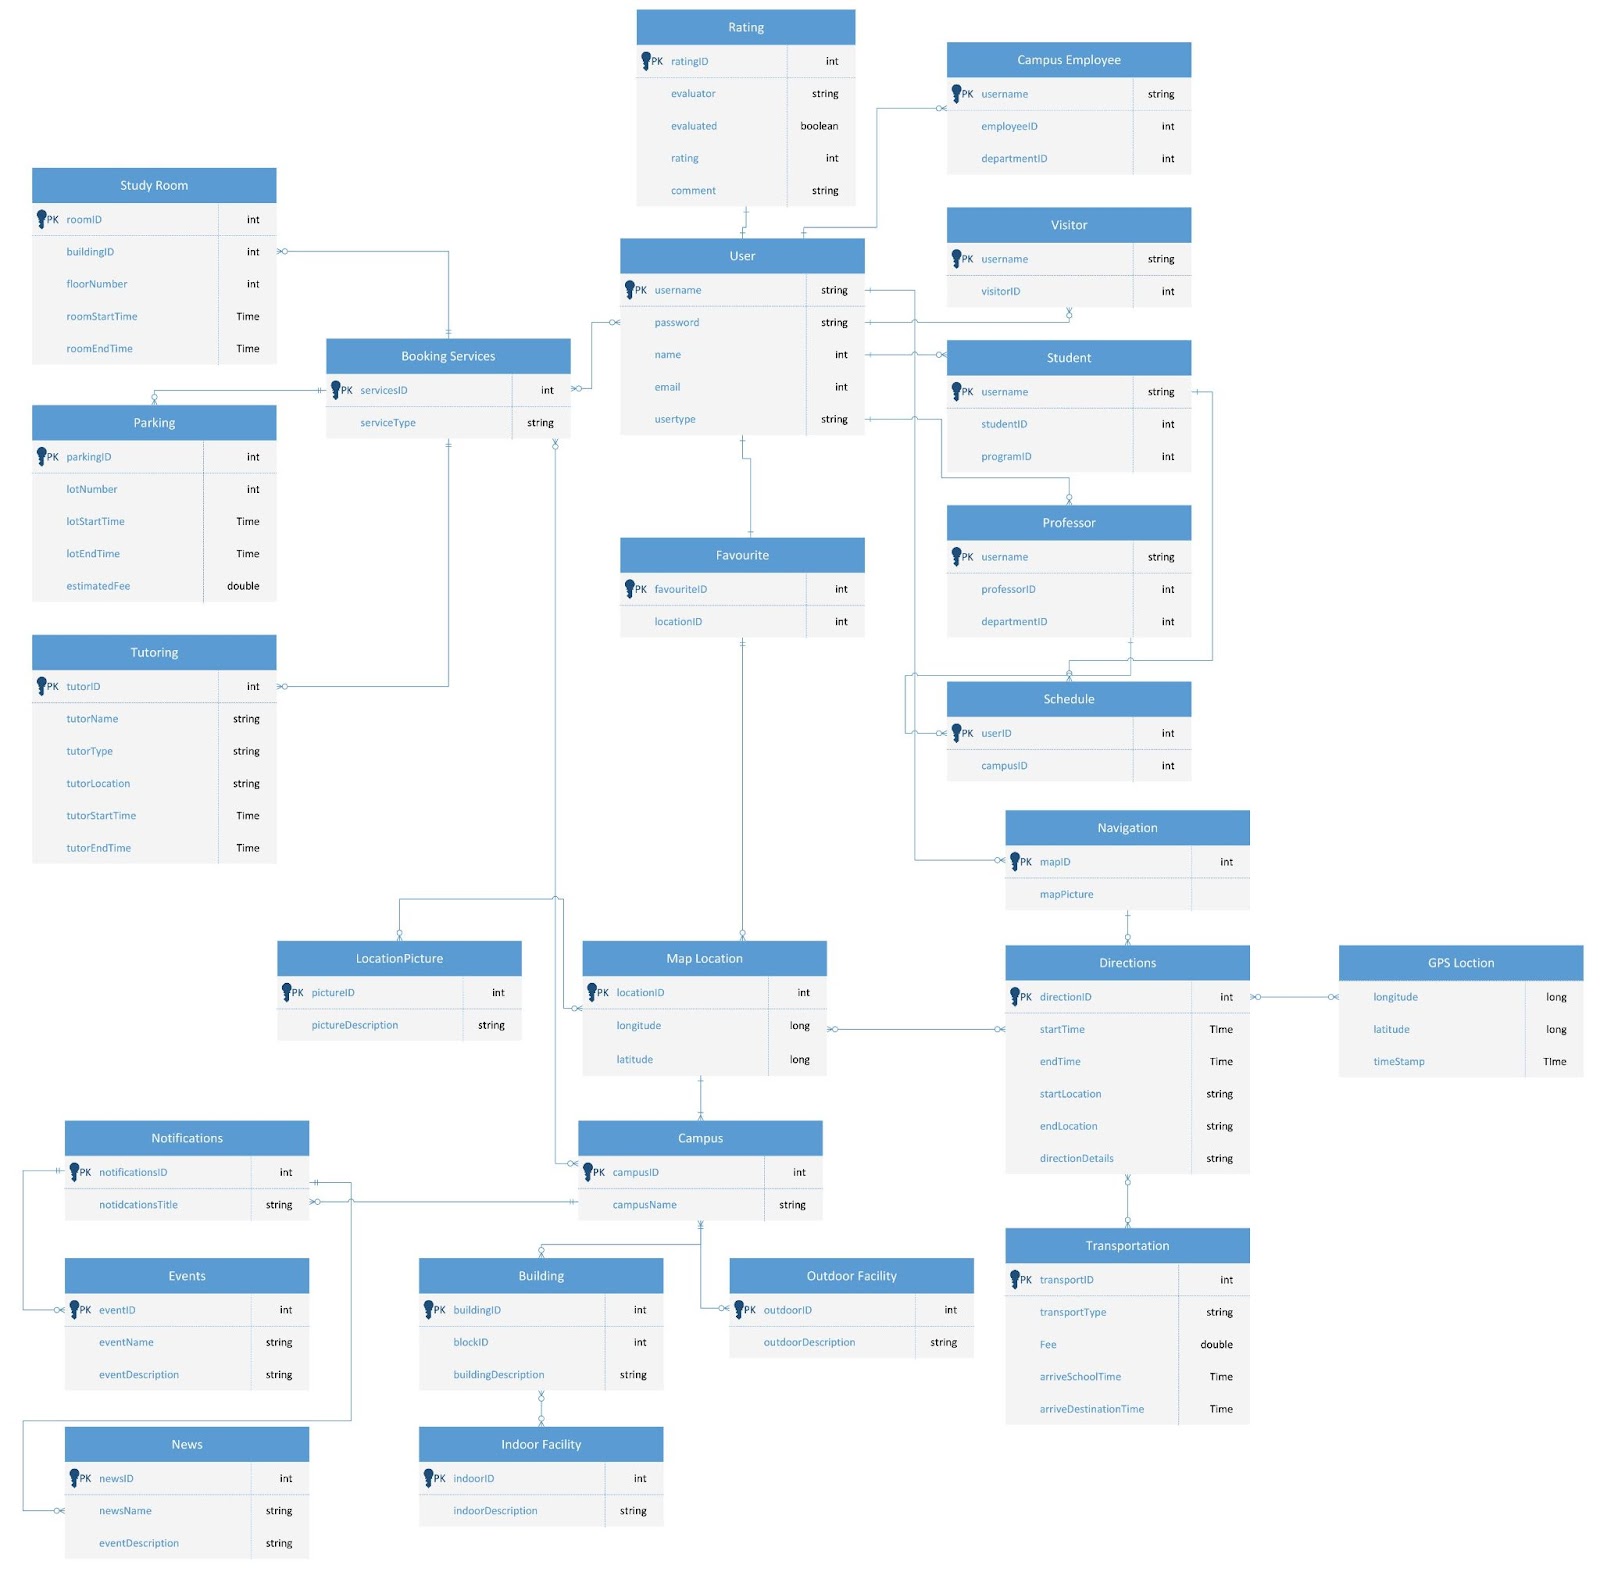 Rating
PK ratingID int
evaluator string
evaluated boolean
rating int
comment string
Campus Employee
PK username string
employeeID int
departmentID int
Study Room
PK roomID int
buildingID int
floorNumber int
roomStartTime Time
roomEndTime Time
Visitor
PK username string
visitorID int
User
PK username string
password string
name int
email int
usertype string
Booking Services
PK servicesID int
serviceType string
Student
PK username string
studentID int
programID int
Parking
PK parkingID int
lotNumber int
lotStartTime Time
lotEndTime Time
estimatedFee double
Professor
PK username string
professorID int
departmentID int
Favourite
PK favouriteID int
locationID int
Tutoring
PK tutorID int
tutorName string
tutorType string
tutorLocation string
tutorStartTime Time
tutorEndTime Time
Schedule
PK userID int
campusID int
Navigation
PK mapID int
mapPicture
LocationPicture
PK pictureID int
pictureDescription string
Map Location
PK locationID int
longitude long
latitude long
Directions
PK directionID int
startTime TIme
endTime Time
startLocation string
endLocation string
directionDetails string
GPS Loction
longitude long
latitude long
timeStamp TIme
Notifications
PK notificationsID int
notidcationsTitle string
Campus
PK campusID int
campusName string
Events
PK eventID int
eventName string
eventDescription string
Building
PK buildingID int
blockID int
buildingDescription string
Outdoor Facility
PK outdoorID int
outdoorDescription string
Transportation
PK transportID int
transportType string
Fee double
arriveSchoolTime Time
arriveDestinationTime Time
News
PK newsID int
newsName string
eventDescription string
Indoor Facility
PK indoorID int
indoorDescription string